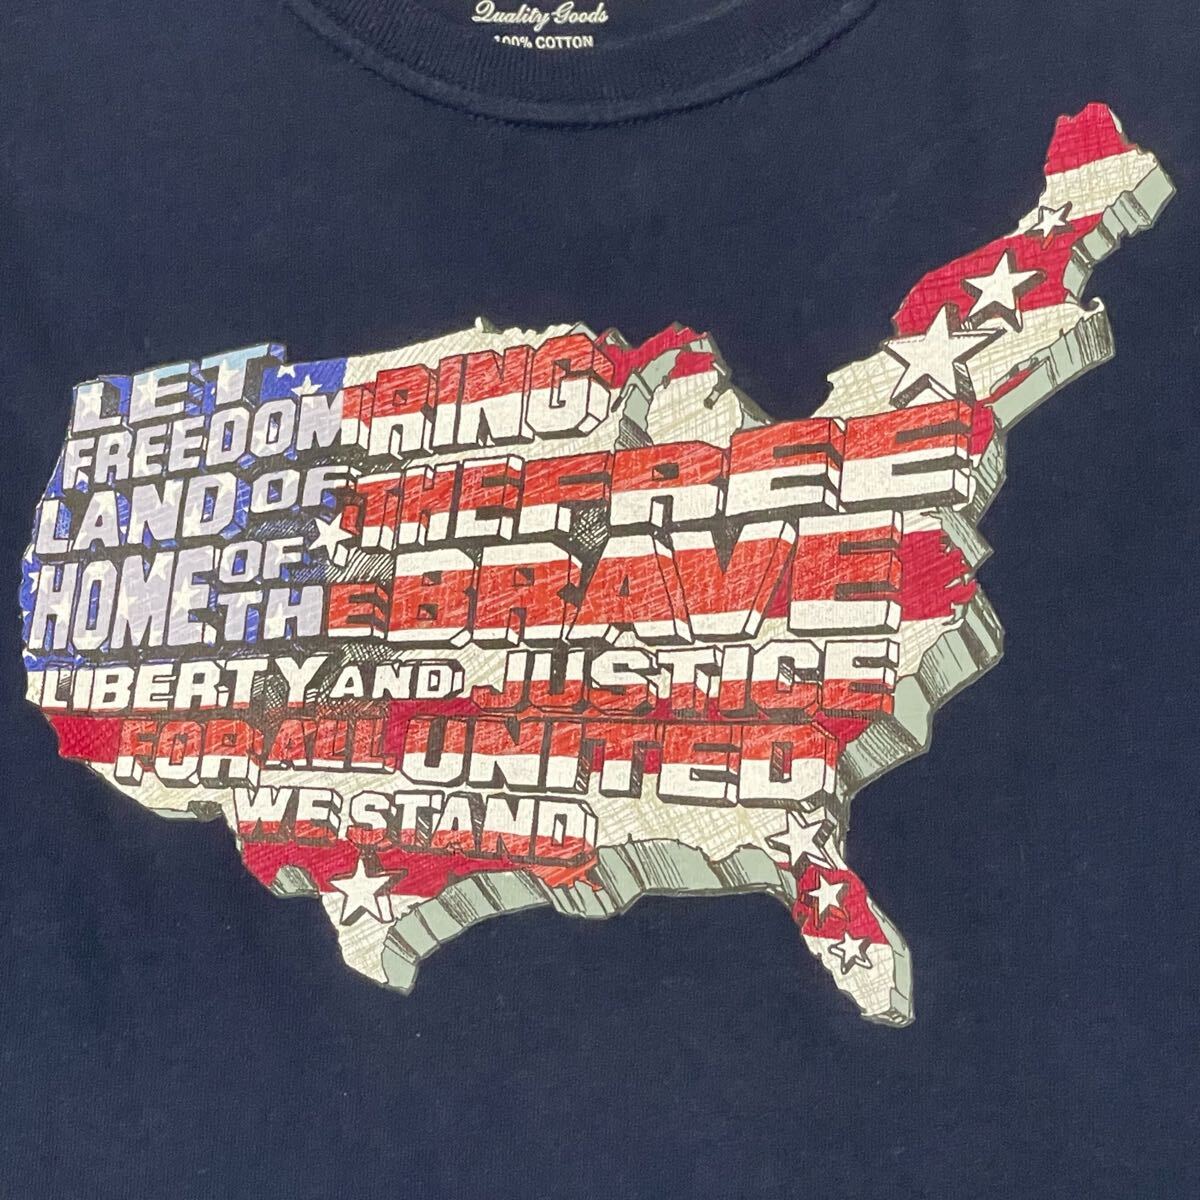 Quality Goods
100% COTTON
LET
FREEDOM RING
LAND OF THE FREE
HOME OF
THE BRAVE
LIBERTY AND JUSTICE
FOR ALL UNITED
WE STAND